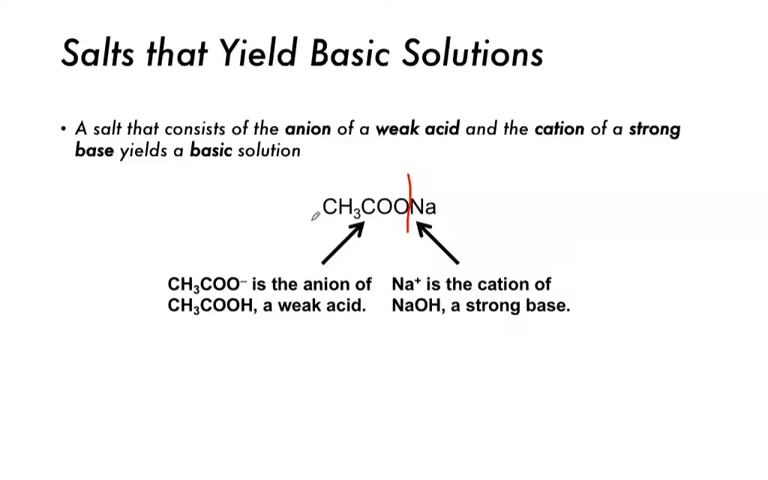 Salts that Yield Basic Solutions
• A salt that consists of the anion of a weak acid and the cation of a strong
base yields a basic solution
CH₃COONa
CH₃COO⁻ is the anion of
CH₃COOH, a weak acid.
Na⁺ is the cation of
NaOH, a strong base.